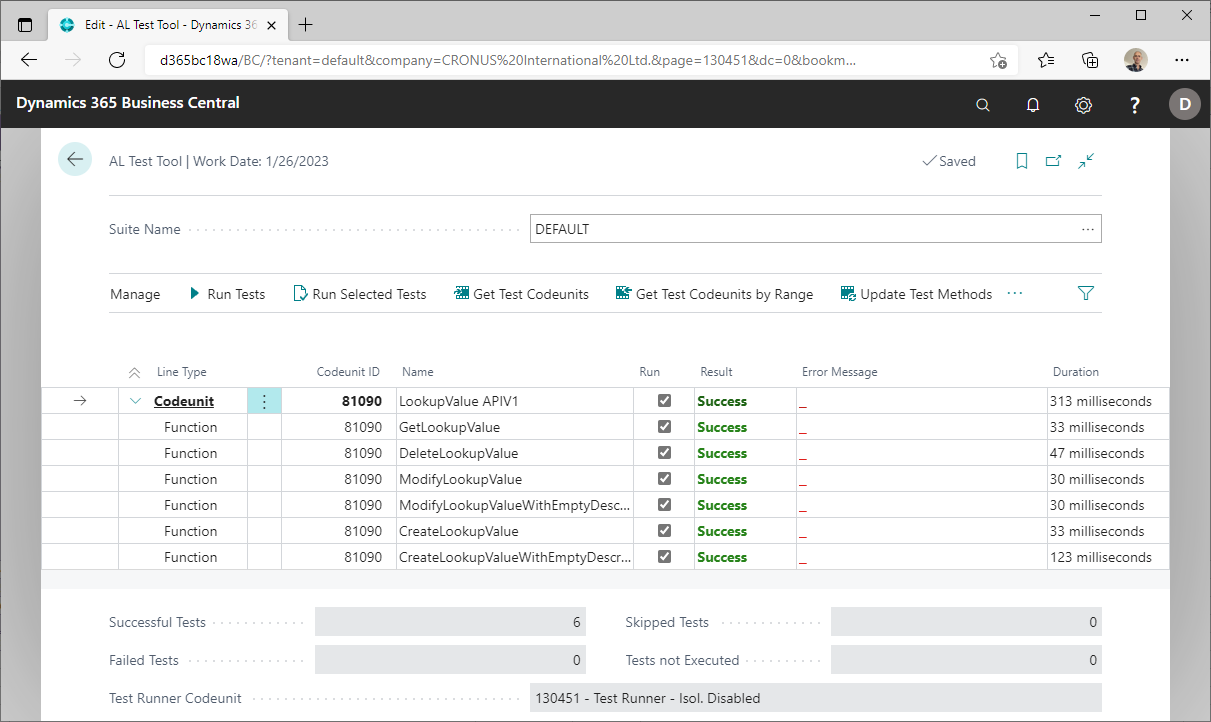 Edit - AL Test Tool - Dynamics 36
d365bc18wa/BC/?tenant=default&company=CRONUS%20International%20Ltd.&page=130451&dc=0&bookm...
Dynamics 365 Business Central
D
AL Test Tool | Work Date: 1/26/2023
Saved
Suite Name
DEFAULT
Manage Run Tests Run Selected Tests Get Test Codeunits Get Test Codeunits by Range Update Test Methods
Line Type Codeunit ID Name Run Result Error Message Duration
Codeunit 81090 LookupValue APIV1 Success _ 313 milliseconds
Function 81090 GetLookupValue Success _ 33 milliseconds
Function 81090 DeleteLookupValue Success _ 47 milliseconds
Function 81090 ModifyLookupValue Success _ 30 milliseconds
Function 81090 ModifyLookupValueWithEmptyDesc... Success _ 30 milliseconds
Function 81090 CreateLookupValue Success _ 33 milliseconds
Function 81090 CreateLookupValueWithEmptyDescr... Success _ 123 milliseconds
Successful Tests 6 Skipped Tests 0
Failed Tests 0 Tests not Executed 0
Test Runner Codeunit 130451 - Test Runner - Isol. Disabled